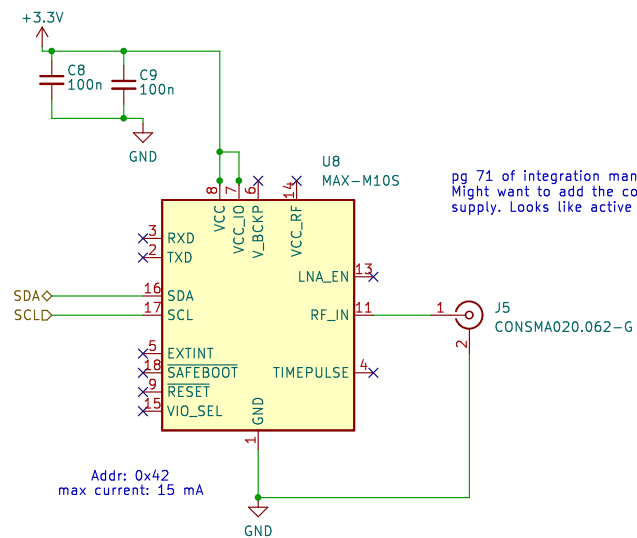 +3.3V
C8
100n
C9
100n
GND
U8
MAX-M10S
pg 71 of integration man
Might want to add the co
supply. Looks like active
8
7
6
14
VCC
VCC_IO
V_BCKP
VCC_RF
3 RXD
2 TXD
LNA_EN 13
SDA 16 SDA
SCL 17 SCL
RF_IN 11
1
J5
CONSMA020.062-G
2
5 EXTINT
18 SAFEBOOT
TIMEPULSE 4
9 RESET
15 VIO_SEL
GND
1
Addr: 0x42
max current: 15 mA
GND